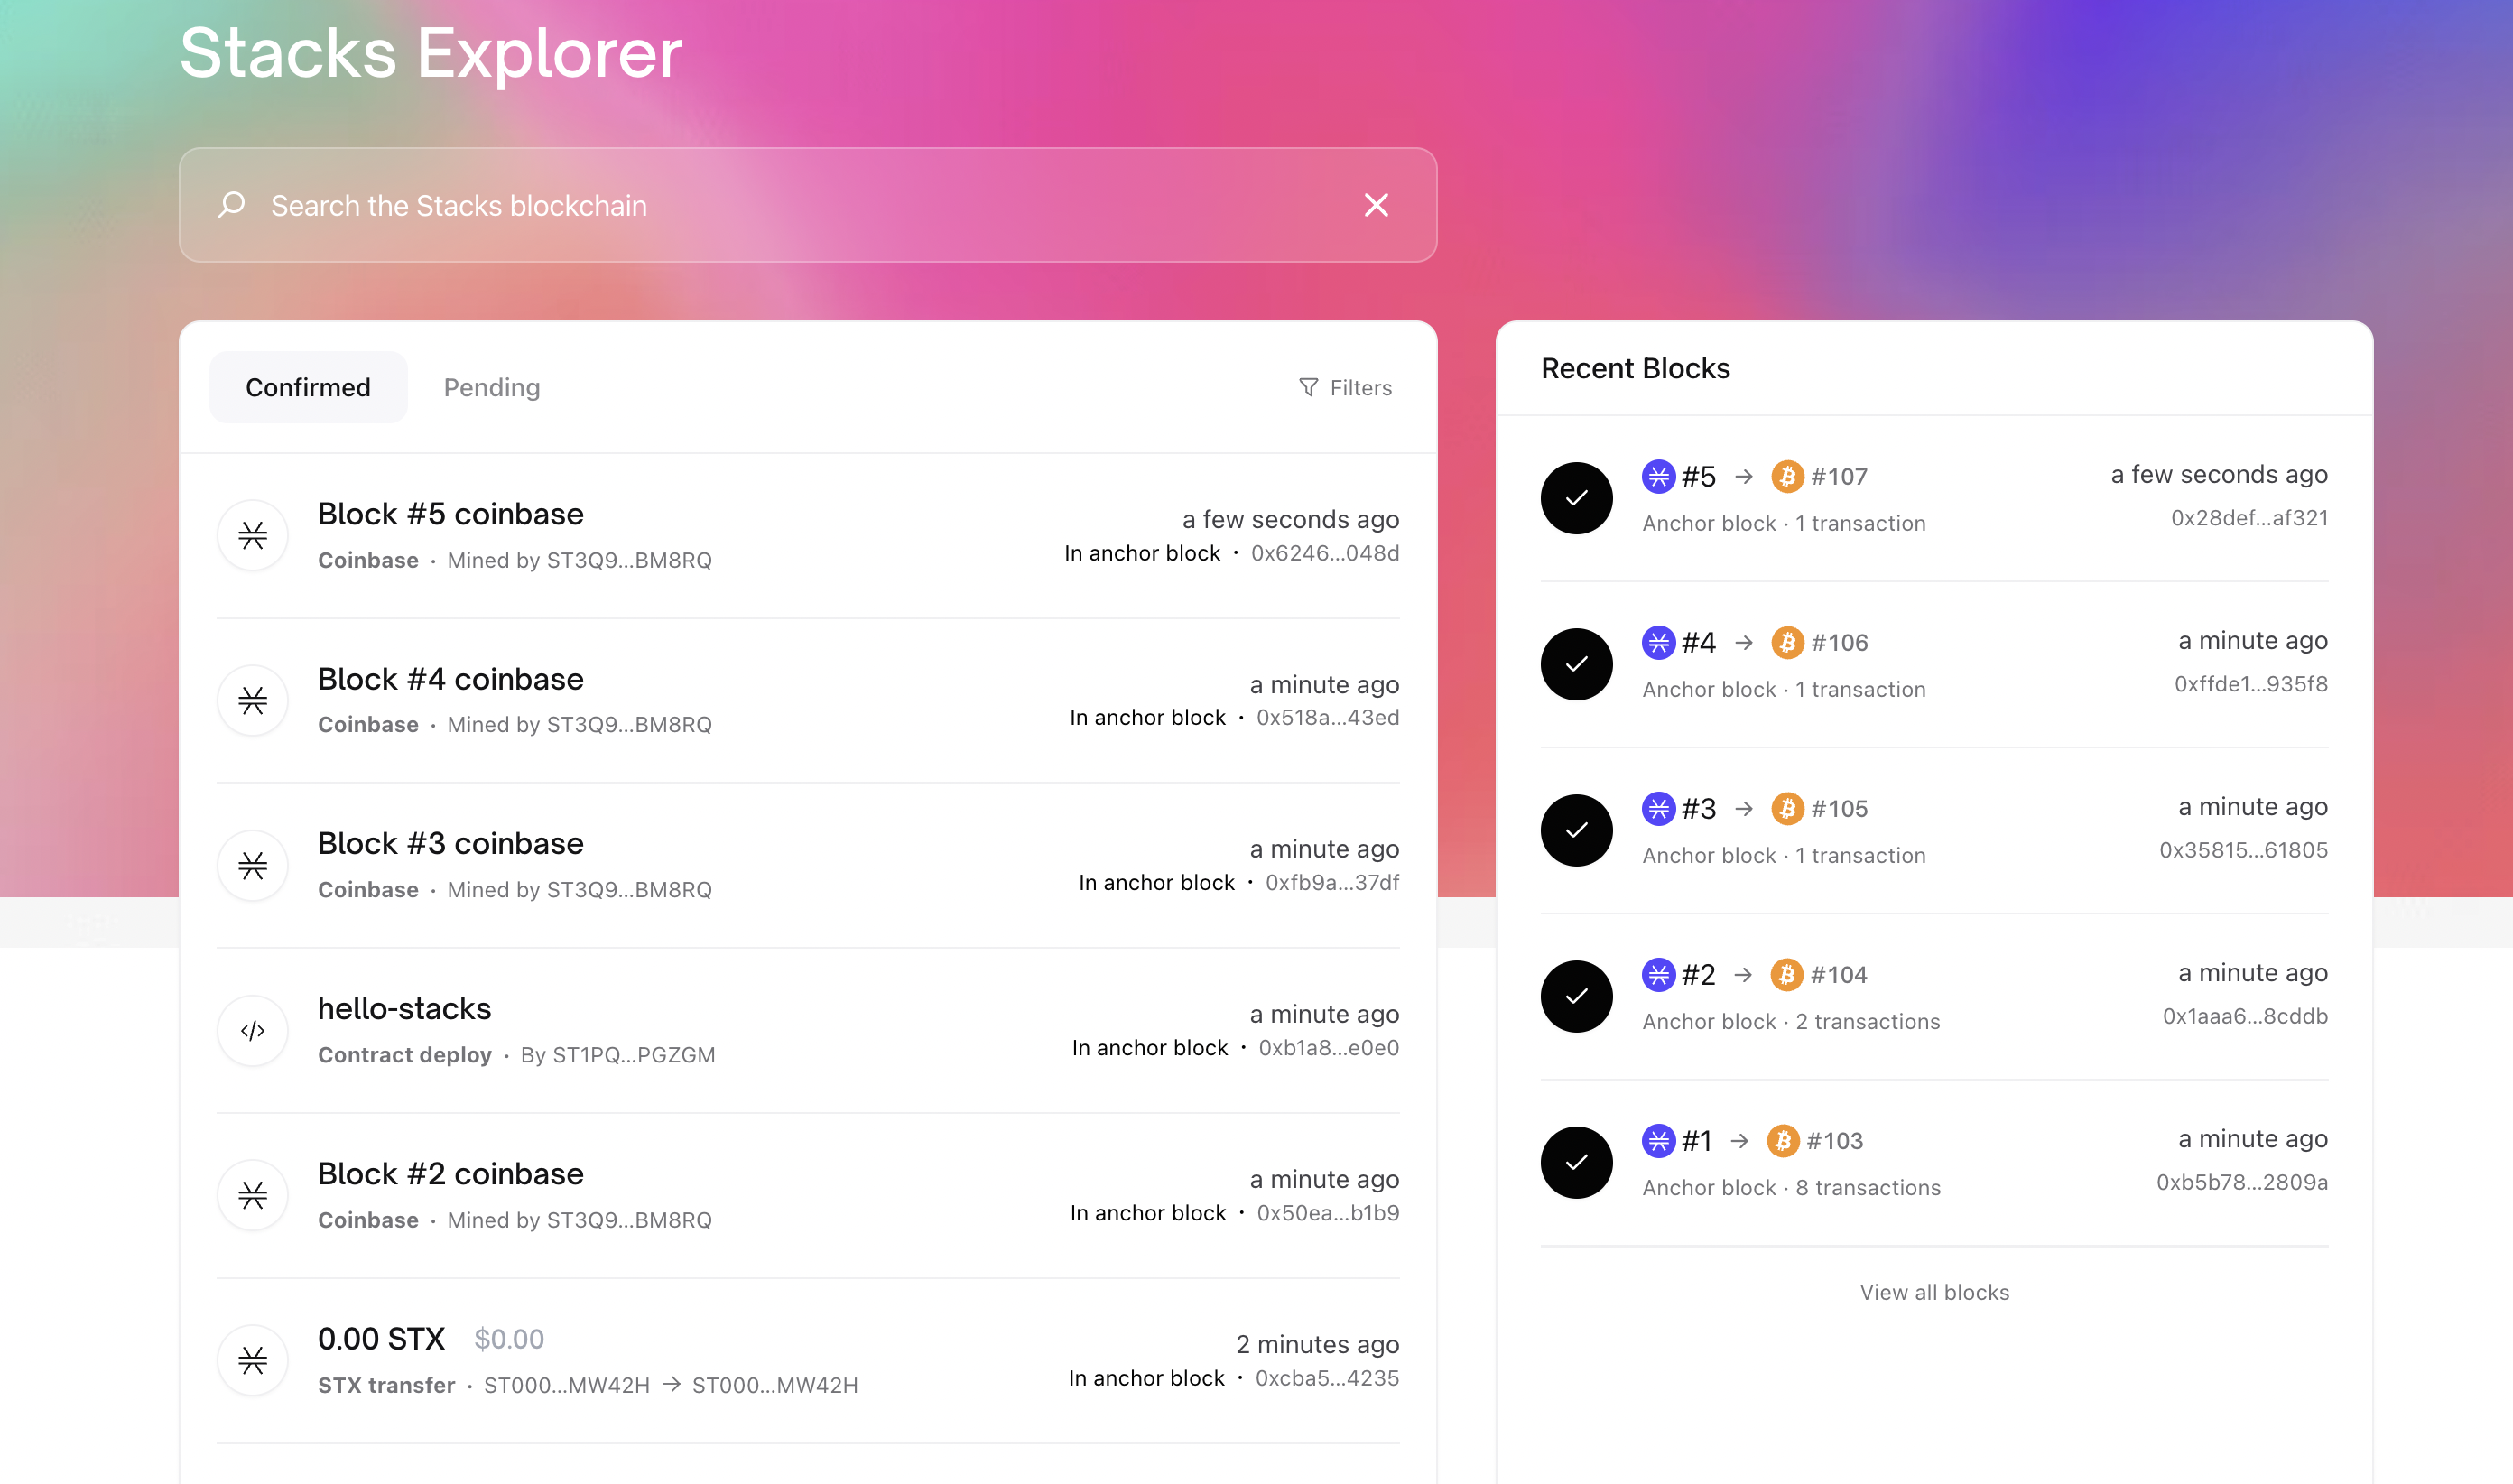 Stacks Explorer
Search the Stacks blockchain
Confirmed
Pending
Filters
Block #5 coinbase
a few seconds ago
Coinbase · Mined by ST3Q9...BM8RQ
In anchor block · 0x6246...048d
Block #4 coinbase
a minute ago
Coinbase · Mined by ST3Q9...BM8RQ
In anchor block · 0x518a...43ed
Block #3 coinbase
a minute ago
Coinbase · Mined by ST3Q9...BM8RQ
In anchor block · 0xfb9a...37df
hello-stacks
a minute ago
Contract deploy · By ST1PQ...PGZGM
In anchor block · 0xb1a8...e0e0
Block #2 coinbase
a minute ago
Coinbase · Mined by ST3Q9...BM8RQ
In anchor block · 0x50ea...b1b9
0.00 STX $0.00
2 minutes ago
STX transfer · ST000...MW42H → ST000...MW42H
In anchor block · 0xcba5...4235
Recent Blocks
#5 → #107
a few seconds ago
Anchor block · 1 transaction
0x28def...af321
#4 → #106
a minute ago
Anchor block · 1 transaction
0xffde1...935f8
#3 → #105
a minute ago
Anchor block · 1 transaction
0x35815...61805
#2 → #104
a minute ago
Anchor block · 2 transactions
0x1aaa6...8cddb
#1 → #103
a minute ago
Anchor block · 8 transactions
0xb5b78...2809a
View all blocks